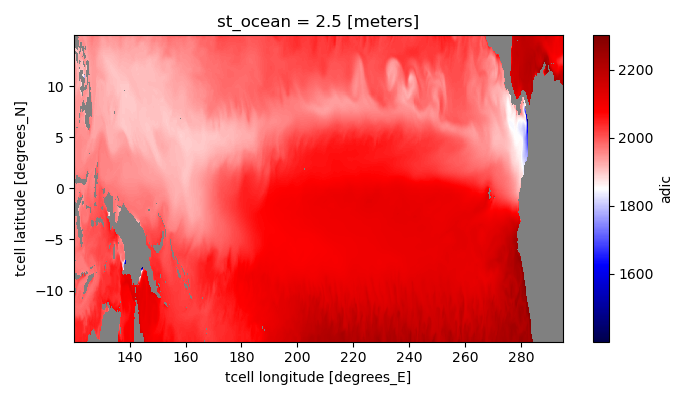 st_ocean = 2.5 [meters]
tcell latitude [degrees_N]
10
5
0
−5
−10
140 160 180 200 220 240 260 280
tcell longitude [degrees_E]
2200
2000
1800
1600
adic